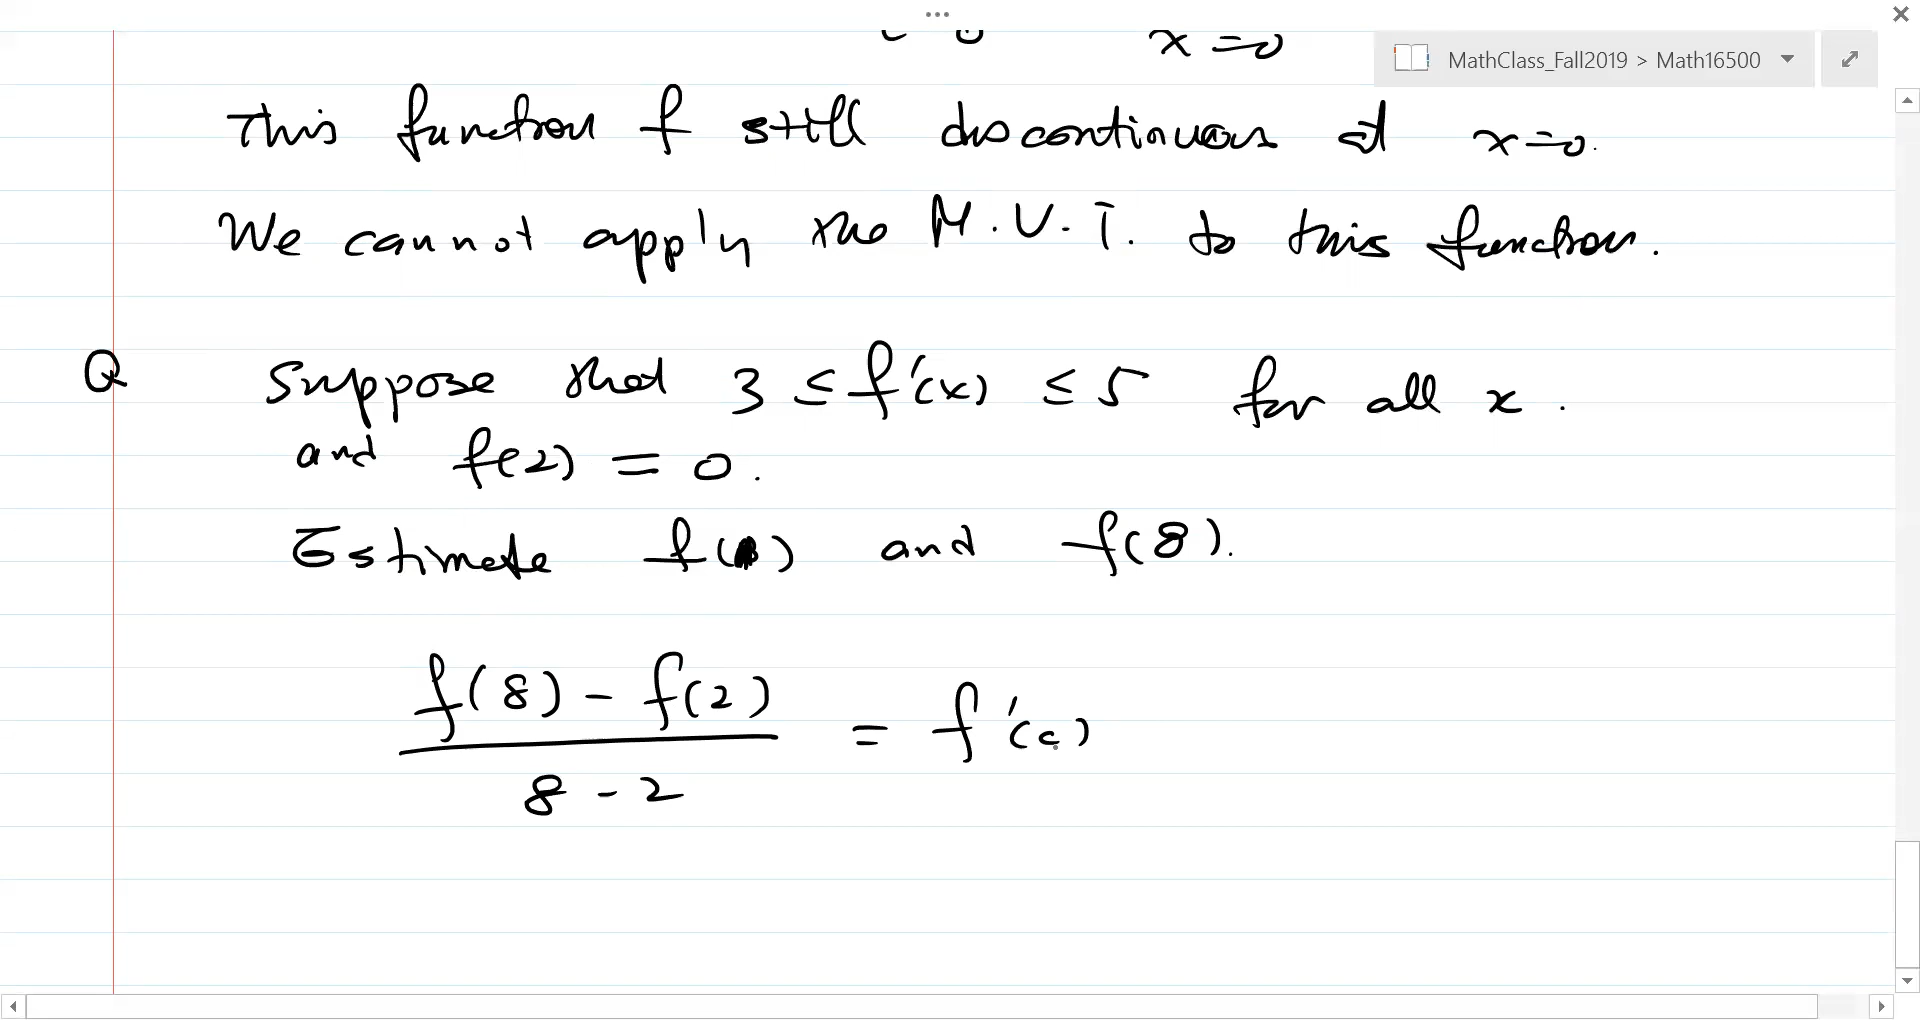 x = 0
MathClass_Fall2019 > Math16500
This function f still discontinuous at x=0.
We cannot apply the M.V.T. to this function.
Q Suppose that 3 ≤ f'(x) ≤ 5 for all x.
and f(2) = 0.
Estimate f( ) and f(8).
f(8) - f(2)
= f'(c)
8 - 2